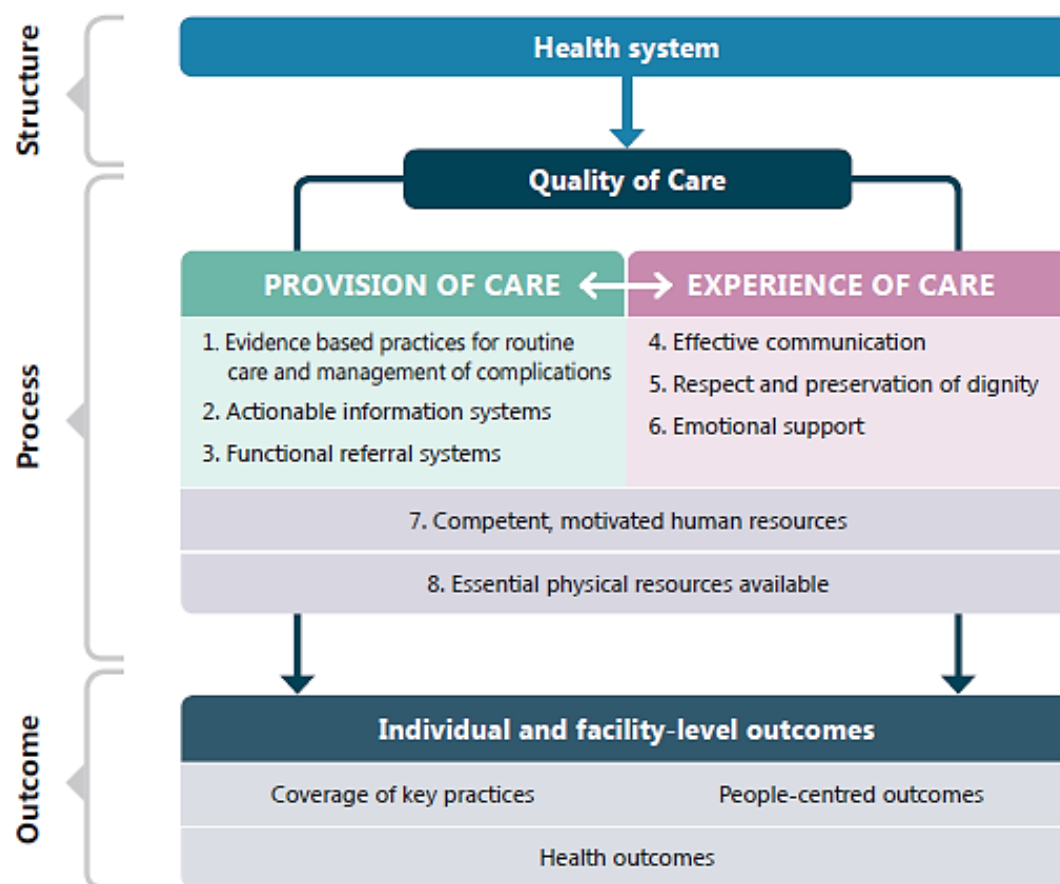 Structure
Health system
Quality of Care
Process
PROVISION OF CARE
EXPERIENCE OF CARE
1. Evidence based practices for routine
care and management of complications
2. Actionable information systems
3. Functional referral systems
4. Effective communication
5. Respect and preservation of dignity
6. Emotional support
7. Competent, motivated human resources
8. Essential physical resources available
Outcome
Individual and facility-level outcomes
Coverage of key practices
People-centred outcomes
Health outcomes